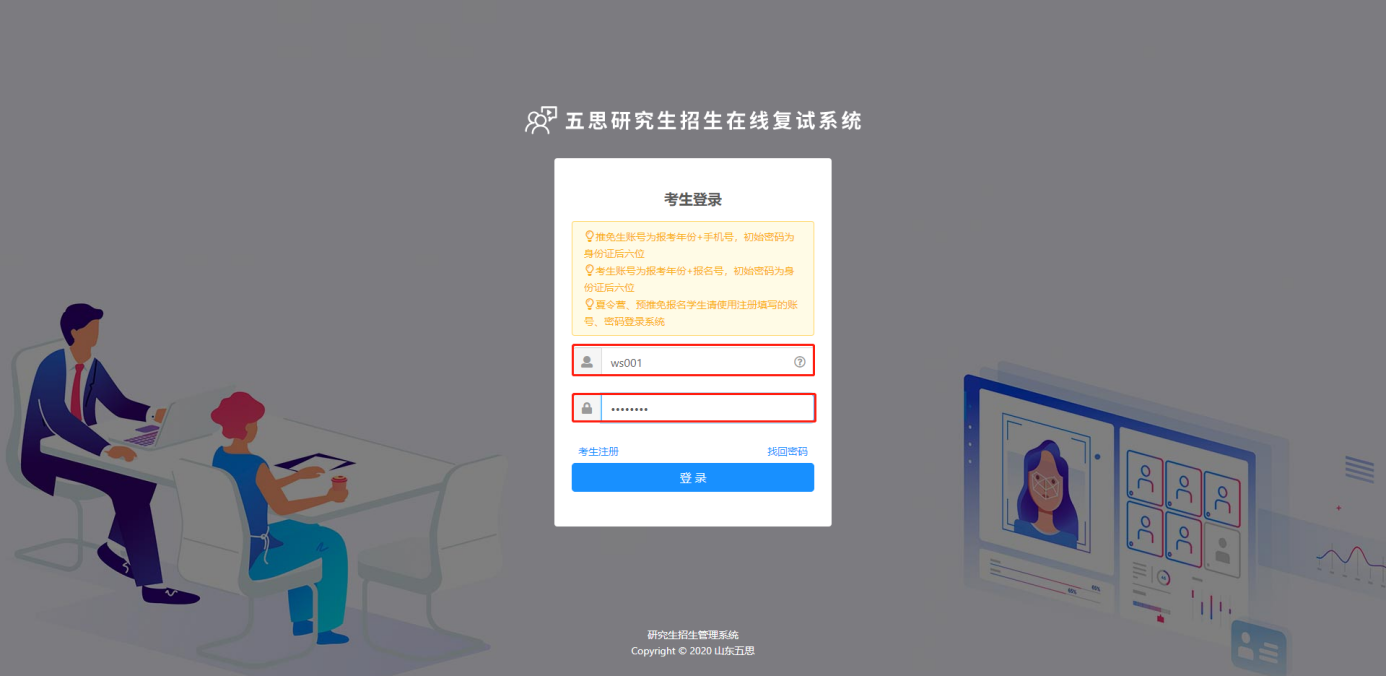 五思研究生招生在线复试系统
考生登录
推免生账号为报考年份+手机号，初始密码为
身份证后六位
考生账号为报考年份+报名号，初始密码为身
份证后六位
夏令营、预推免报名学生请使用注册填写的账
号、密码登录系统
ws001
••••••••
考生注册 找回密码
登 录
研究生招生管理系统
Copyright © 2020 山东五思